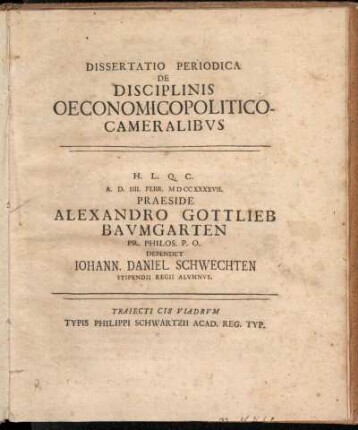 DISSERTATIO PERIODICA
DE
DISCIPLINIS
OECONOMICOPOLITICO-
CAMERALIBVS
H. L. Q. C.
A. D. IIII. FEBR. MDCCXXXXVII.
PRAESIDE
ALEXANDRO GOTTLIEB
BAVMGARTEN
PR. PHILOS. P. O.
DEFENDET
IOHANN. DANIEL SCHWECHTEN
STIPENDII REGII ALVMNVS.
TRAIECTI CIS VIADRVM
TYPIS PHILIPPI SCHWARTZII ACAD. REG. TYP.